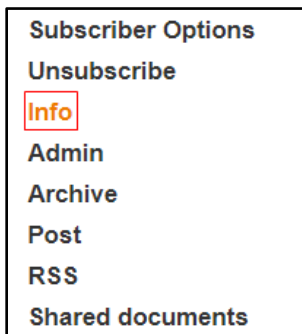 Subscriber Options
Unsubscribe
Info
Admin
Archive
Post
RSS
Shared documents